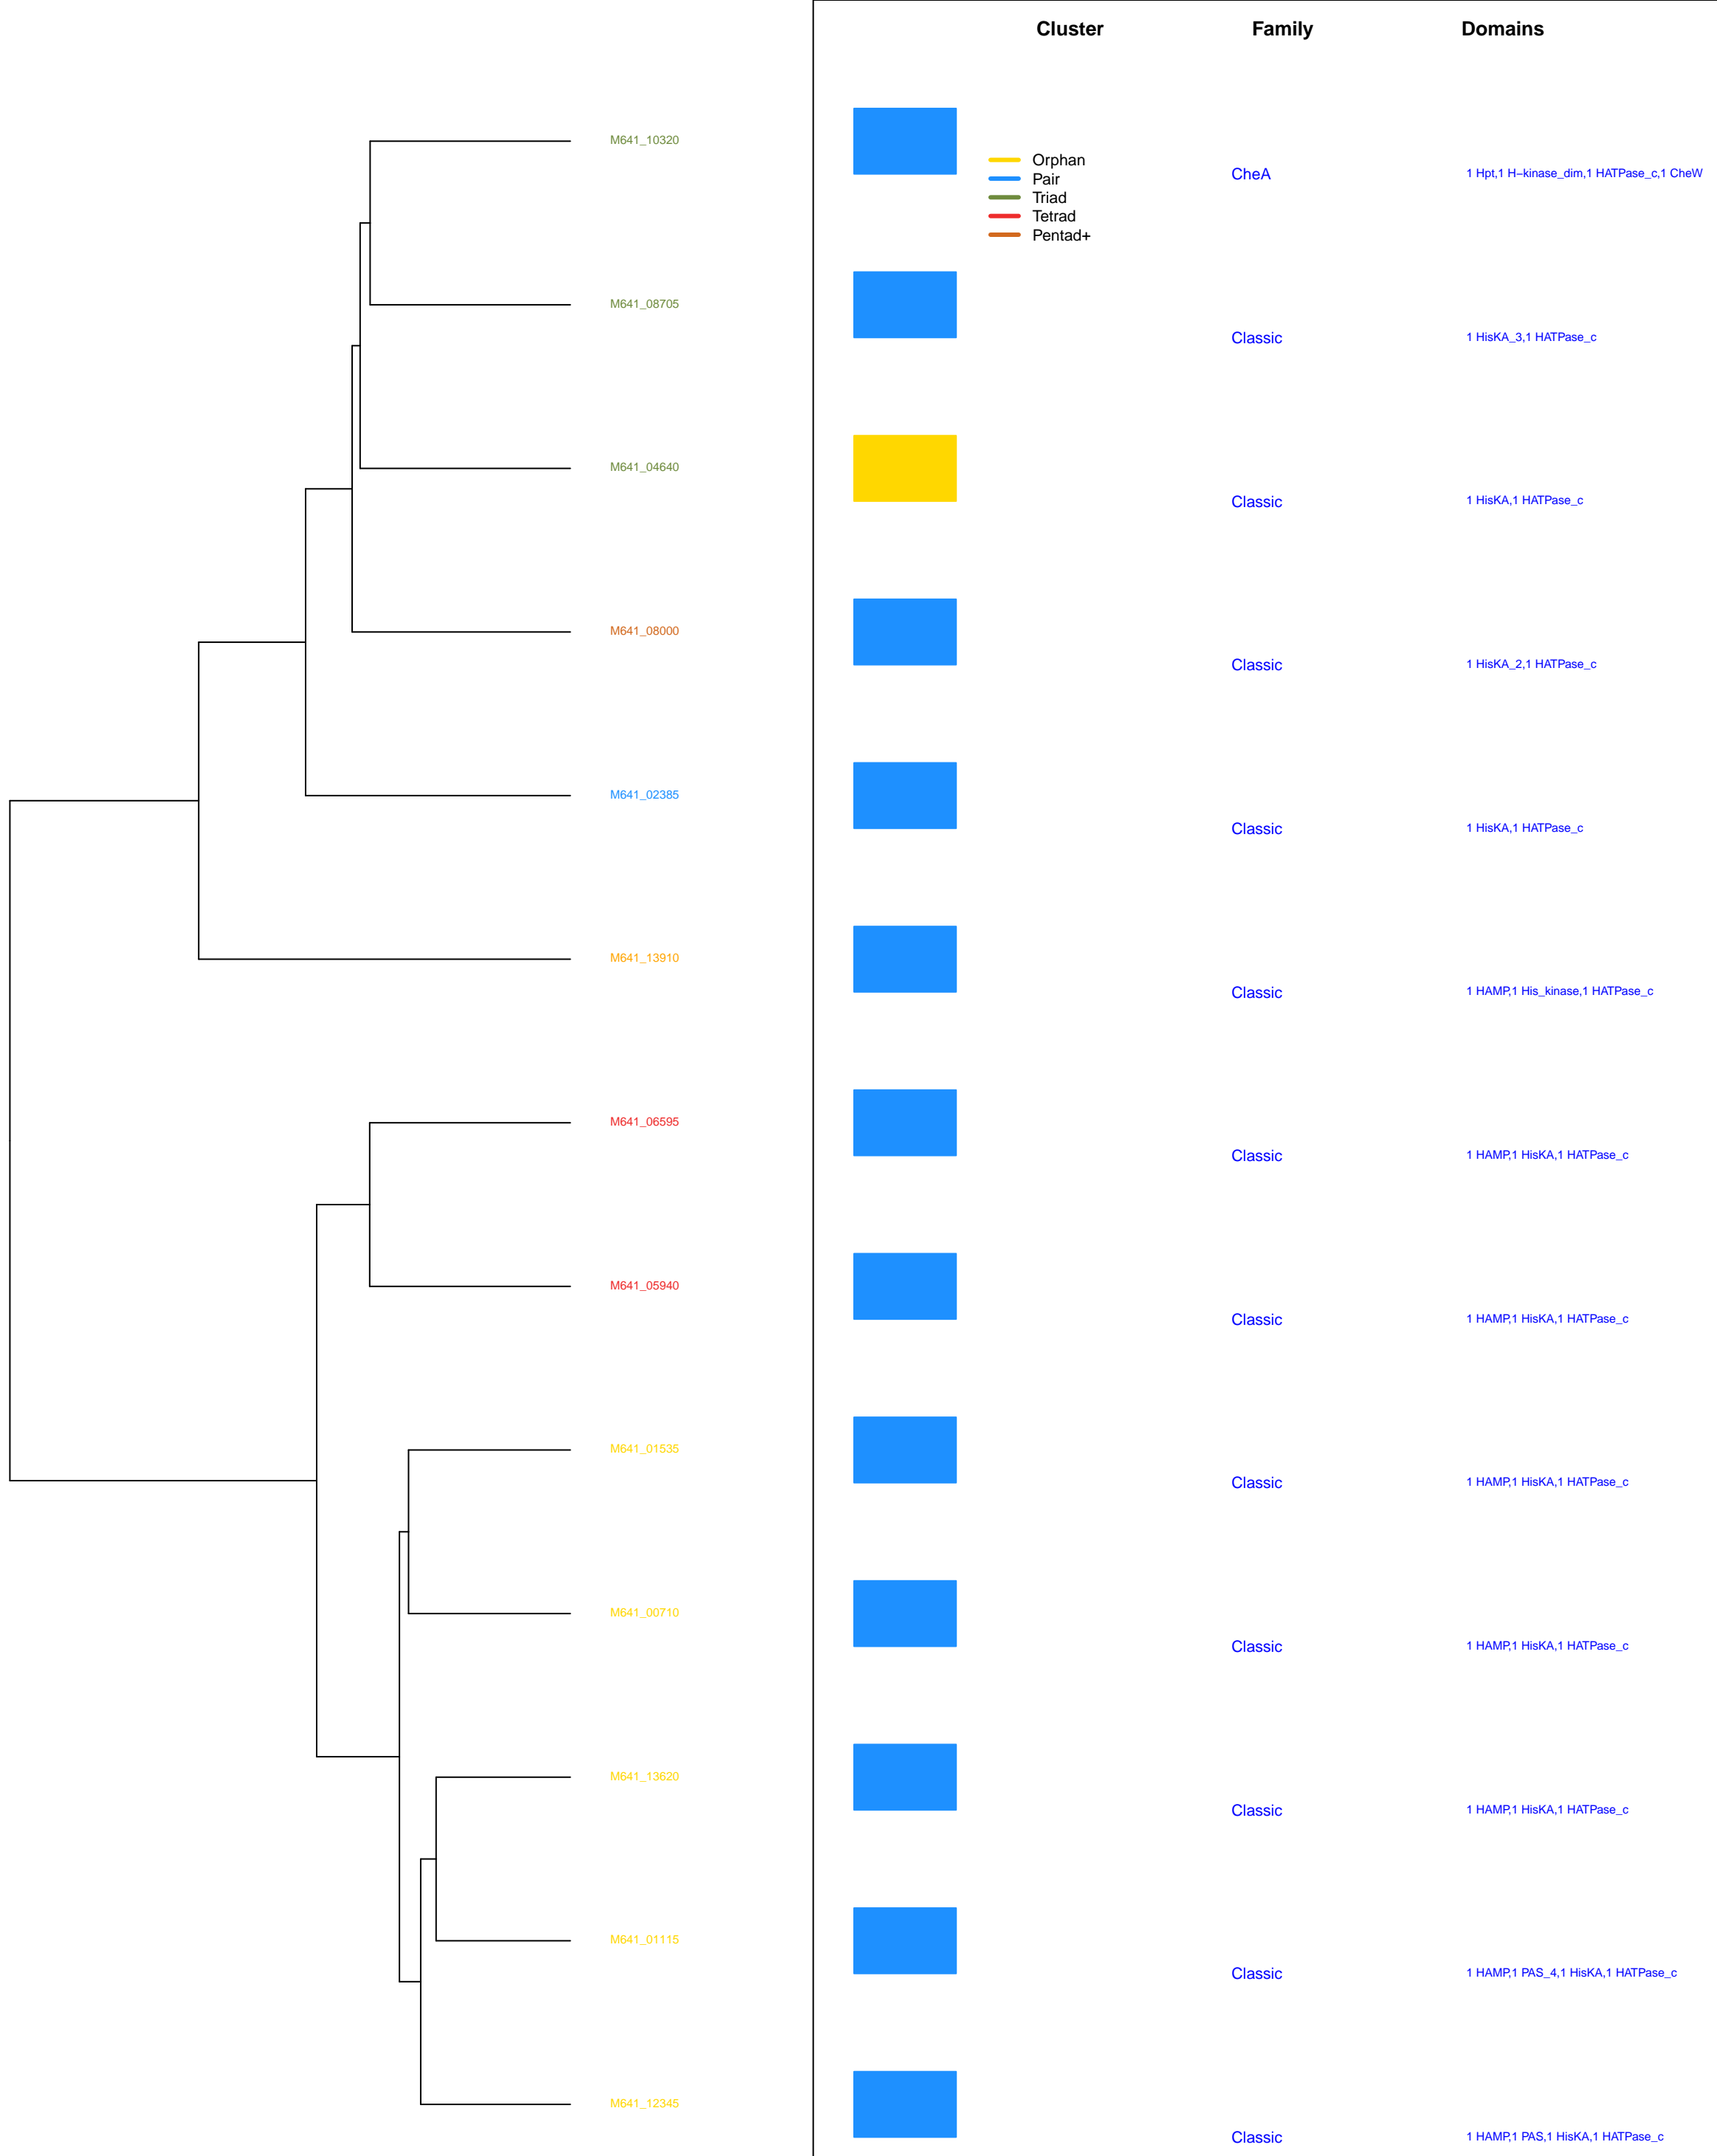 Cluster Family Domains
M641_10320
Orphan
Pair
Triad
Tetrad
Pentad+
CheA 1 Hpt,1 H−kinase_dim,1 HATPase_c,1 CheW
M641_08705
Classic 1 HisKA_3,1 HATPase_c
M641_04640
Classic 1 HisKA,1 HATPase_c
M641_08000
Classic 1 HisKA_2,1 HATPase_c
M641_02385
Classic 1 HisKA,1 HATPase_c
M641_13910
Classic 1 HAMP,1 His_kinase,1 HATPase_c
M641_06595
Classic 1 HAMP,1 HisKA,1 HATPase_c
M641_05940
Classic 1 HAMP,1 HisKA,1 HATPase_c
M641_01535
Classic 1 HAMP,1 HisKA,1 HATPase_c
M641_00710
Classic 1 HAMP,1 HisKA,1 HATPase_c
M641_13620
Classic 1 HAMP,1 HisKA,1 HATPase_c
M641_01115
Classic 1 HAMP,1 PAS_4,1 HisKA,1 HATPase_c
M641_12345
Classic 1 HAMP,1 PAS,1 HisKA,1 HATPase_c